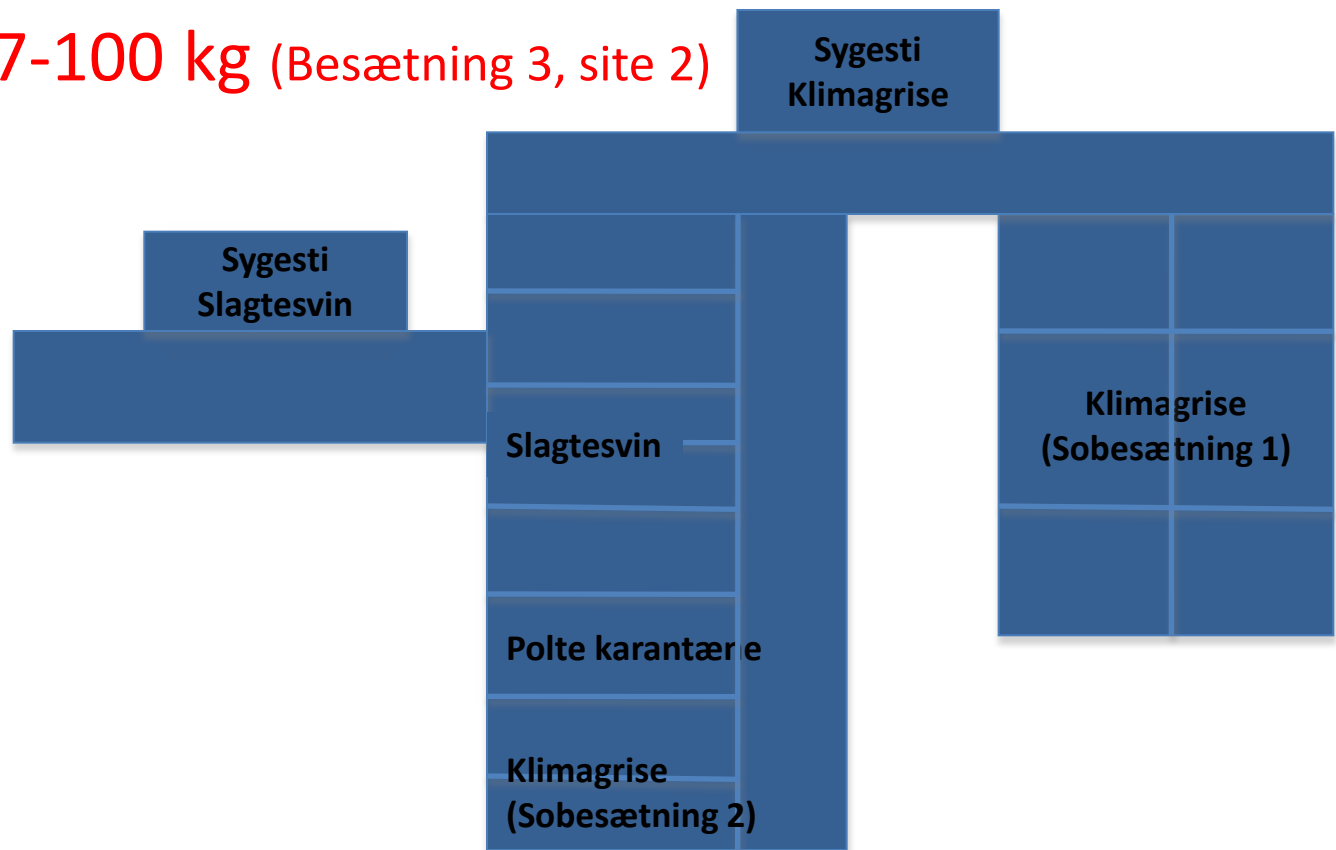 7-100 kg (Besætning 3, site 2)
Sygesti
Klimagrise
Sygesti
Slagtesvin
Klimagrise
(Sobesætning 1)
Slagtesvin
Polte karantæne
Klimagrise
(Sobesætning 2)